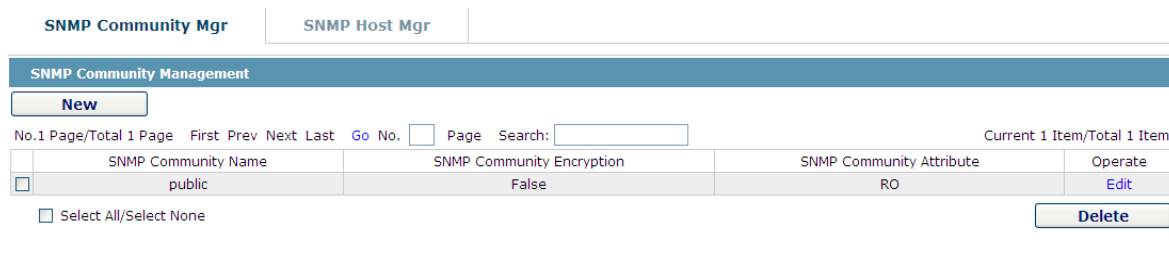 SNMP Community Mgr SNMP Host Mgr
SNMP Community Management
New
No.1 Page/Total 1 Page First Prev Next Last Go No. Page Search: Current 1 Item/Total 1 Item
SNMP Community Name SNMP Community Encryption SNMP Community Attribute Operate
public False RO Edit
Select All/Select None Delete